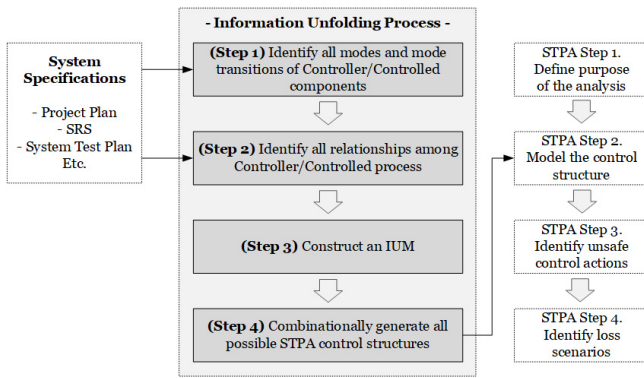 System
Specifications
- Project Plan
- SRS
- System Test Plan
Etc.
- Information Unfolding Process -
(Step 1) Identify all modes and mode
transitions of Controller/Controlled
components
(Step 2) Identify all relationships among
Controller/Controlled process
(Step 3) Construct an IUM
(Step 4) Combinationally generate all
possible STPA control structures
STPA Step 1.
Define purpose
of the analysis
STPA Step 2.
Model the control
structure
STPA Step 3.
Identify unsafe
control actions
STPA Step 4.
Identify loss
scenarios